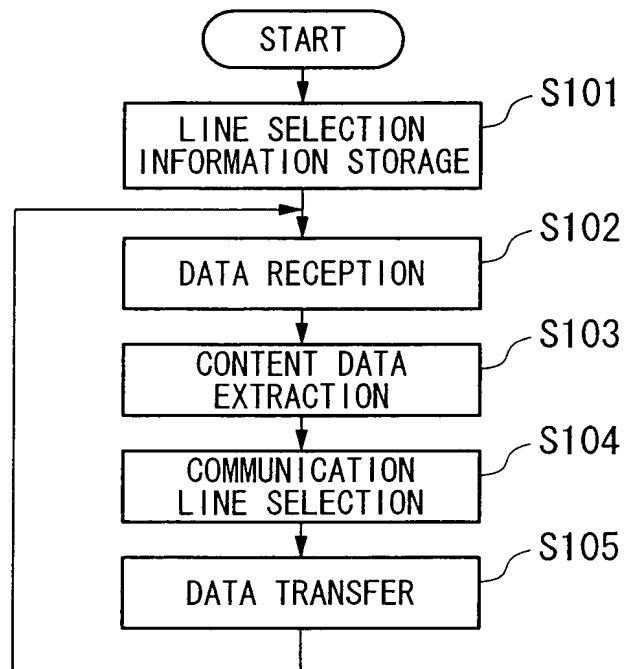 START
S101
LINE SELECTION
INFORMATION STORAGE
S102
DATA RECEPTION
S103
CONTENT DATA
EXTRACTION
S104
COMMUNICATION
LINE SELECTION
S105
DATA TRANSFER